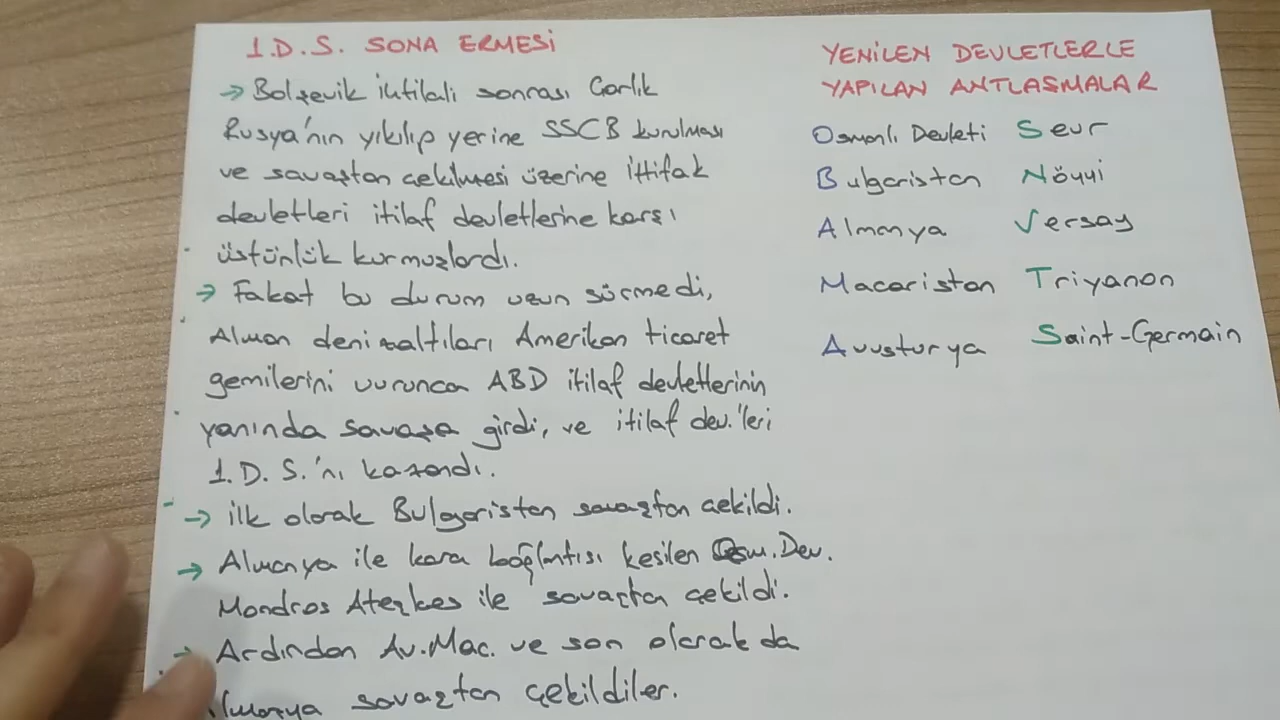 1.D.S. SONA ERMESİ
→ Bolşevik ihtilali sonrası Çarlık
Rusya'nın yıkılıp yerine SSCB kurulması
ve savaştan çekilmesi üzerine İttifak
devletleri itilaf devletlerine karşı
üstünlük kurmuşlardı.
→ Fakat bu durum uzun sürmedi,
Alman denizaltıları Amerikan ticaret
gemilerini vurunca ABD itilaf devletlerinin
yanında savaşa girdi, ve itilaf dev.'leri
1.D.S.'nı kazandı.
→ İlk olarak Bulgaristan savaştan çekildi.
→ Almanya ile kara bağlantısı kesilen Osm. Dev.
Mondros Ateşkes ile savaştan çekildi.
→ Ardından Av.Mac. ve son olarak da
lmanya savaştan çekildiler.
YENİLEN DEVLETLERLE
YAPILAN ANTLAŞMALAR
Osmanlı Devleti Sevr
Bulgaristan Nöyyi
Almanya Versay
Macaristan Triyanon
Avusturya Saint-Germain